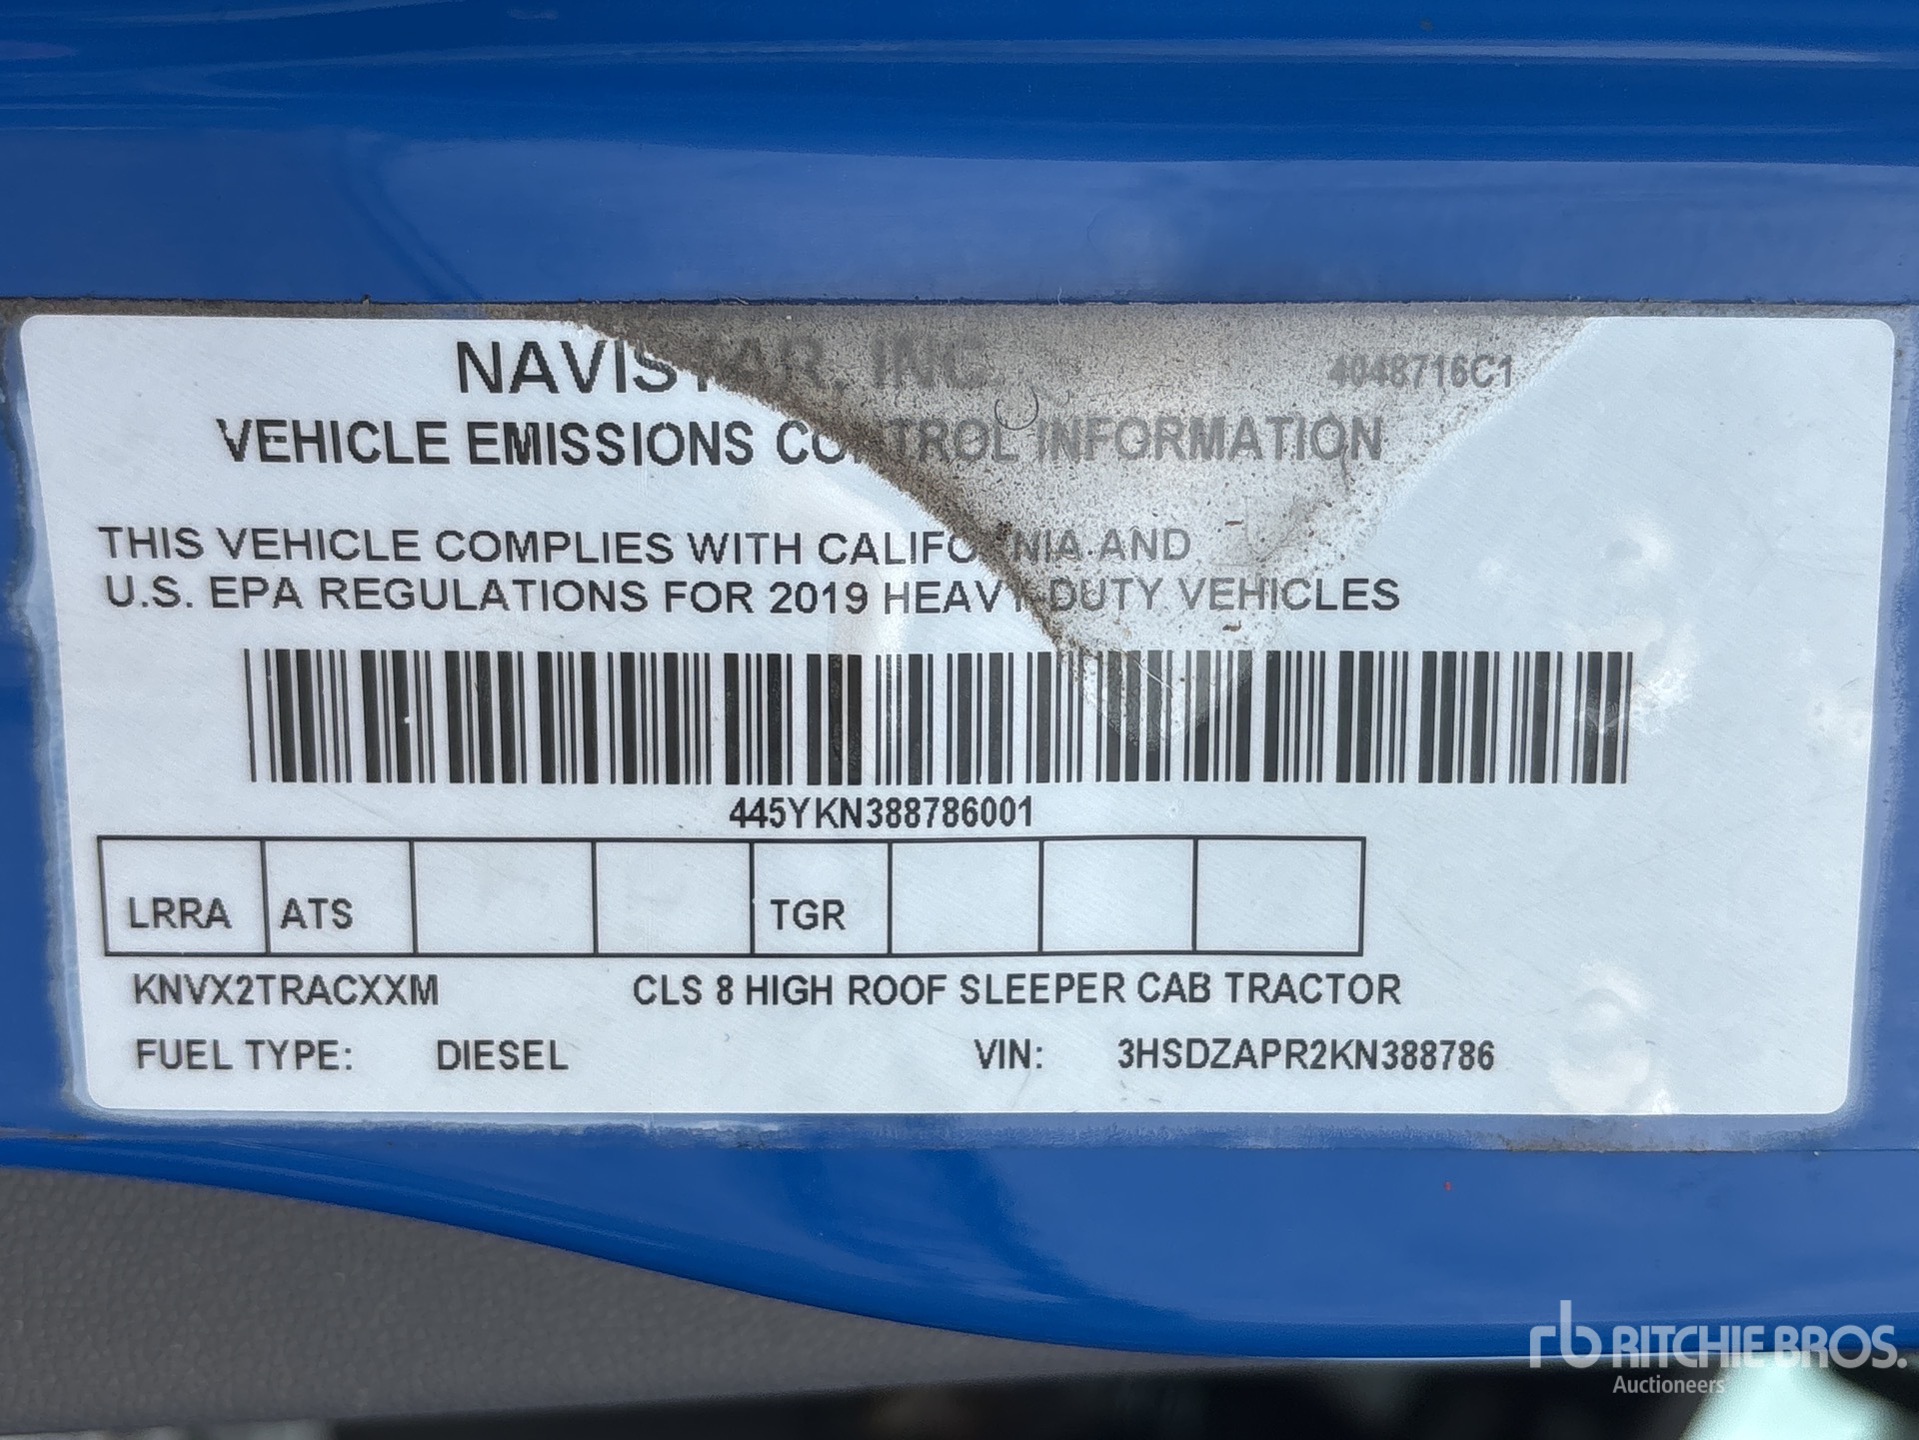 NAVISTAR, INC.
4048716C1
VEHICLE EMISSIONS CONTROL INFORMATION
THIS VEHICLE COMPLIES WITH CALIFORNIA AND
U.S. EPA REGULATIONS FOR 2019 HEAVY-DUTY VEHICLES
445YKN388786001
LRRA ATS TGR
KNVX2TRACXXM CLS 8 HIGH ROOF SLEEPER CAB TRACTOR
FUEL TYPE: DIESEL VIN: 3HSDZAPR2KN388786
rb RITCHIE BROS.
Auctioneers